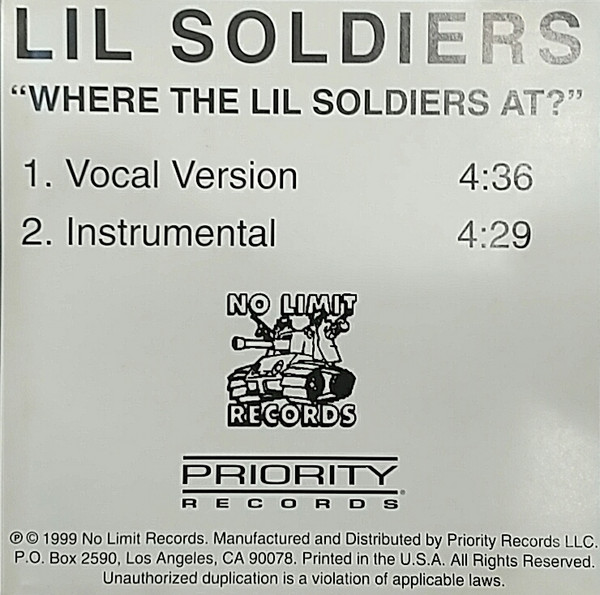 LIL SOLDIERS
“WHERE THE LIL SOLDIERS AT?”
1. Vocal Version 4:36
2. Instrumental 4:29
NO LIMIT
RECORDS
PRIORITY
RECORDS®
℗ © 1999 No Limit Records. Manufactured and Distributed by Priority Records LLC.
P.O. Box 2590, Los Angeles, CA 90078. Printed in the U.S.A. All Rights Reserved.
Unauthorized duplication is a violation of applicable laws.